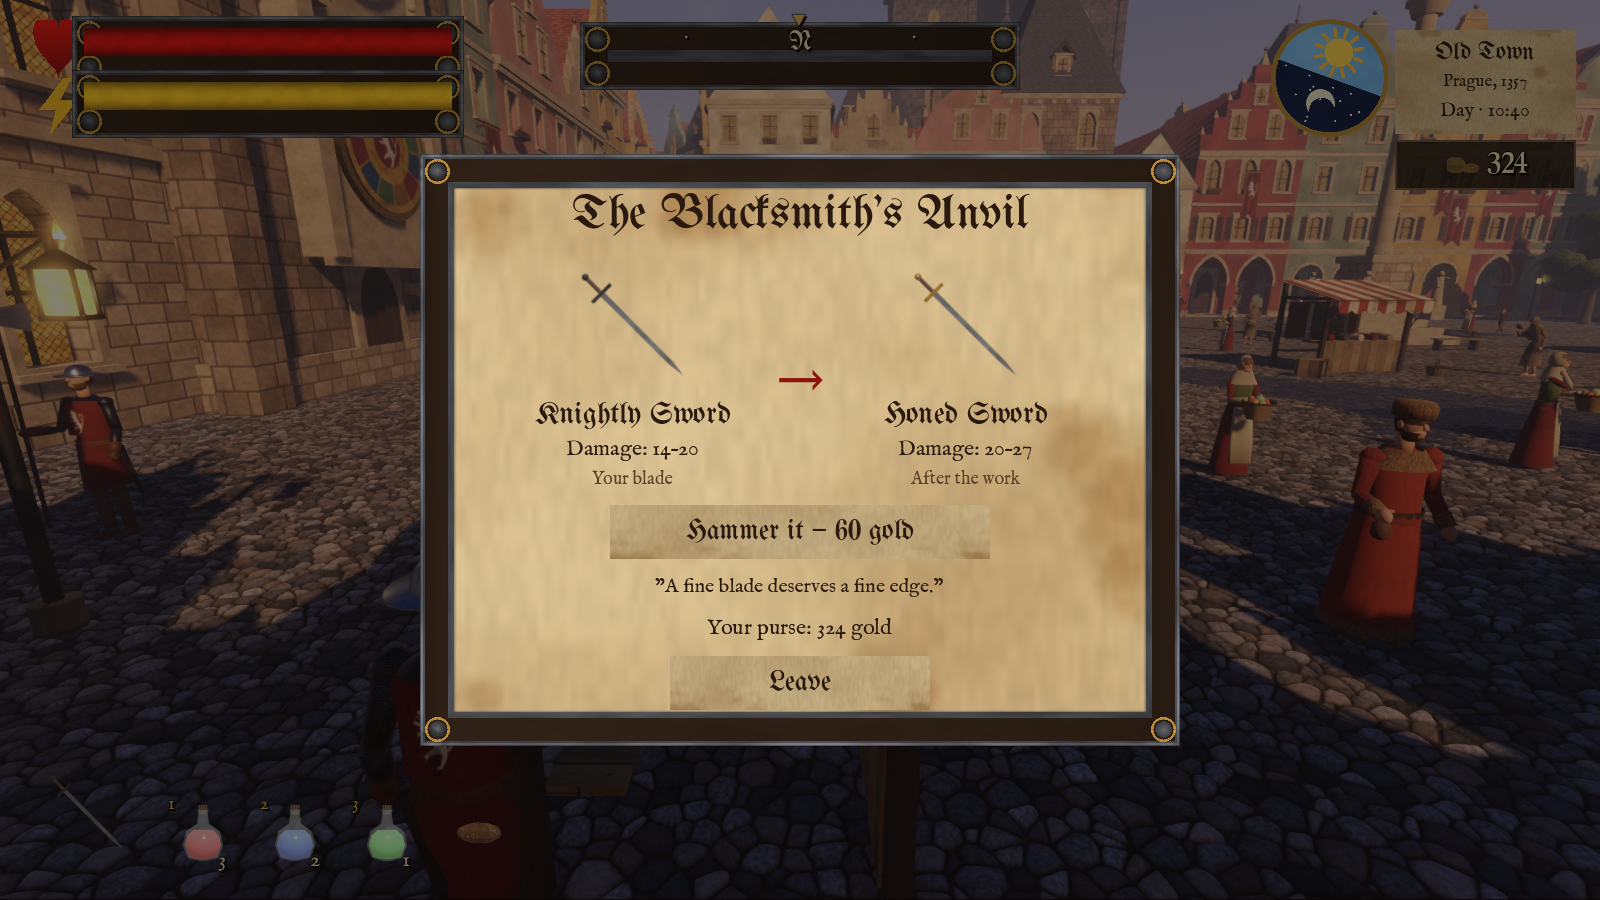 N
Old Town
Prague, 1357
Day · 10:40
324
The Blacksmith's Anvil
→
Knightly Sword
Honed Sword
Damage: 14-20
Damage: 20-27
Your blade
After the work
Hammer it – 60 gold
"A fine blade deserves a fine edge."
Your purse: 324 gold
Leave
1
2
3
3
2
1